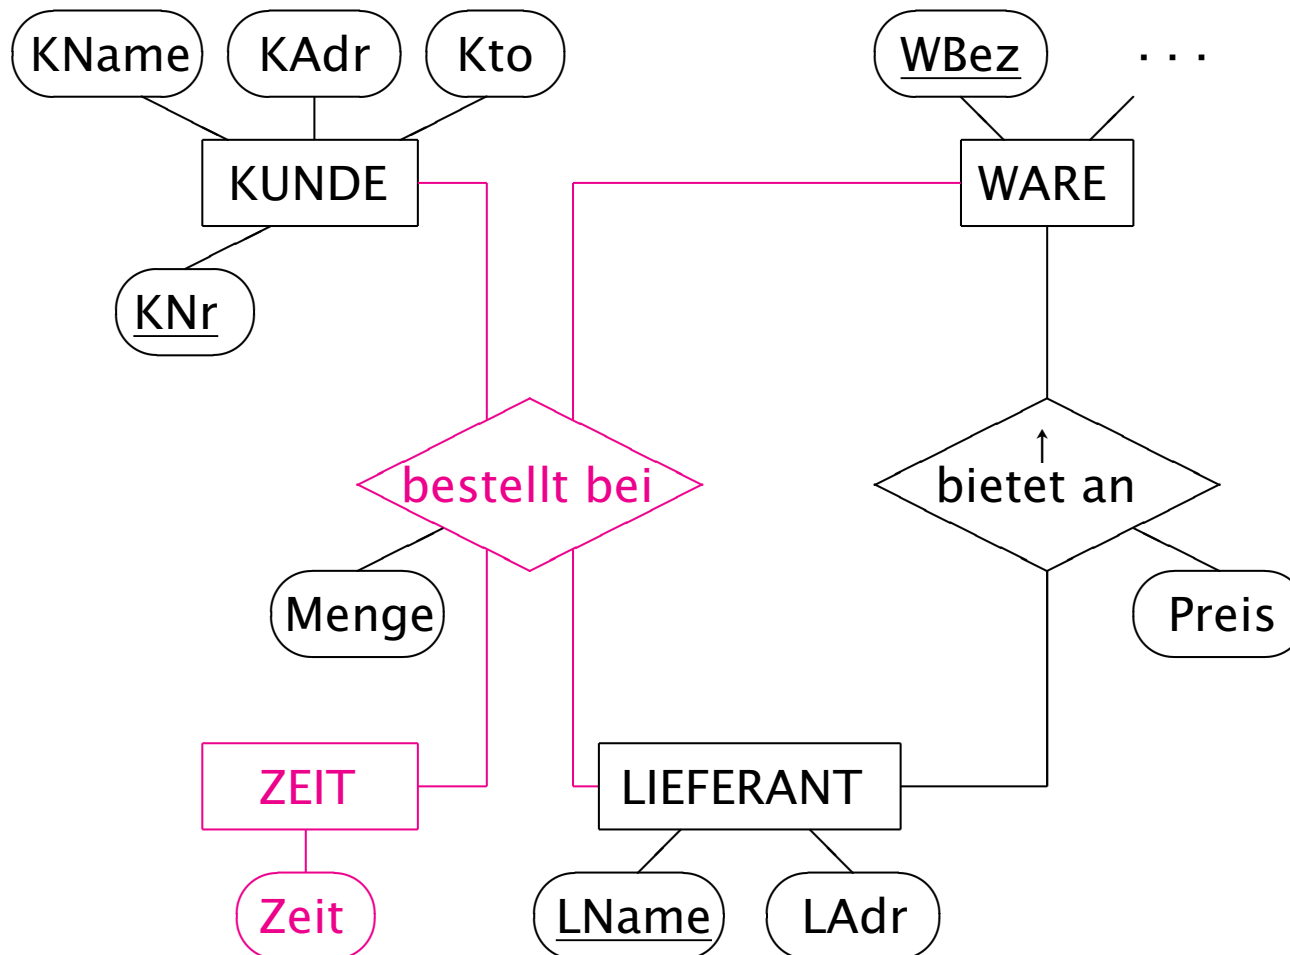 KName KAdr Kto WBez ...
KUNDE WARE
KNr
↑
bestellt bei bietet an
Menge Preis
ZEIT LIEFERANT
Zeit LName LAdr